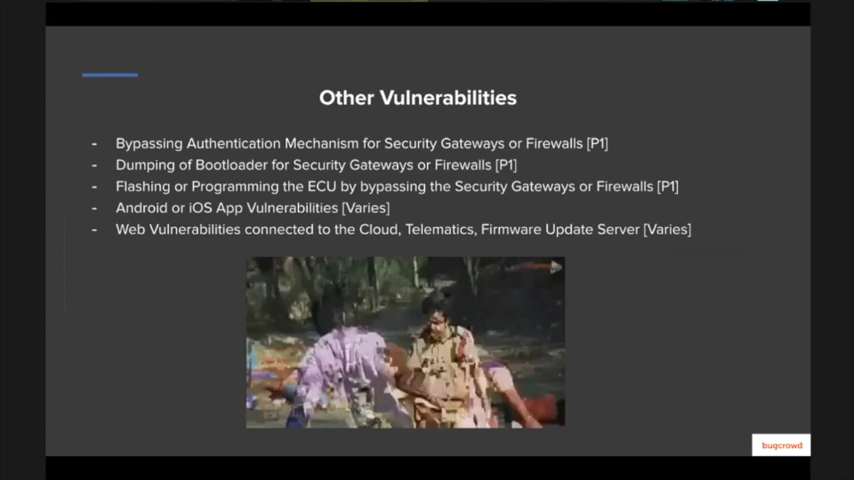 Other Vulnerabilities
- Bypassing Authentication Mechanism for Security Gateways or Firewalls [P1]
- Dumping of Bootloader for Security Gateways or Firewalls [P1]
- Flashing or Programming the ECU by bypassing the Security Gateways or Firewalls [P1]
- Android or iOS App Vulnerabilities [Varies]
- Web Vulnerabilities connected to the Cloud, Telematics, Firmware Update Server [Varies]
bugcrowd